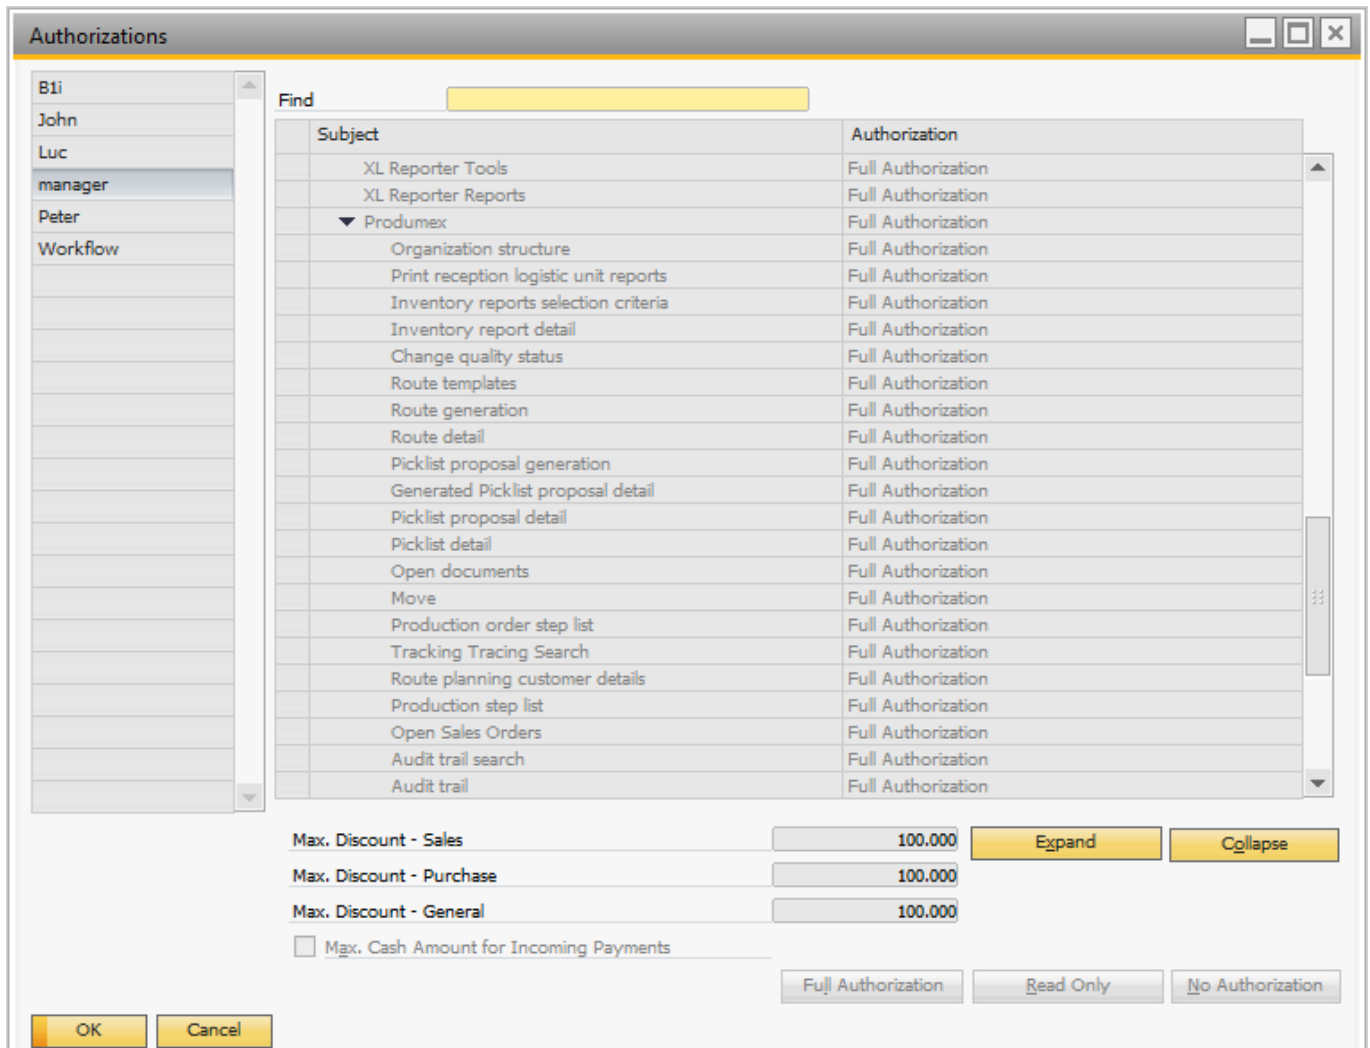 Authorizations
B1i
John
Luc
manager
Peter
Workflow
Find
Subject Authorization
XL Reporter Tools Full Authorization
XL Reporter Reports Full Authorization
Produmex Full Authorization
Organization structure Full Authorization
Print reception logistic unit reports Full Authorization
Inventory reports selection criteria Full Authorization
Inventory report detail Full Authorization
Change quality status Full Authorization
Route templates Full Authorization
Route generation Full Authorization
Route detail Full Authorization
Picklist proposal generation Full Authorization
Generated Picklist proposal detail Full Authorization
Picklist proposal detail Full Authorization
Picklist detail Full Authorization
Open documents Full Authorization
Move Full Authorization
Production order step list Full Authorization
Tracking Tracing Search Full Authorization
Route planning customer details Full Authorization
Production step list Full Authorization
Open Sales Orders Full Authorization
Audit trail search Full Authorization
Audit trail Full Authorization
Max. Discount - Sales 100.000 Expand Collapse
Max. Discount - Purchase 100.000
Max. Discount - General 100.000
Max. Cash Amount for Incoming Payments
Full Authorization Read Only No Authorization
OK Cancel